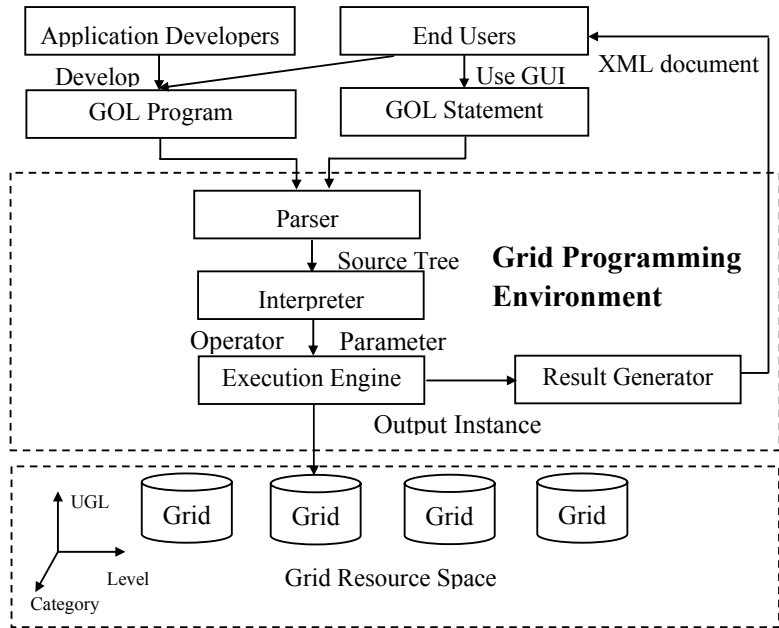 Application Developers
End Users
Develop
Use GUI
XML document
GOL Program
GOL Statement
Parser
Source Tree
Grid Programming
Environment
Interpreter
Operator
Parameter
Execution Engine
Result Generator
Output Instance
UGL
Grid
Grid
Grid
Grid
Level
Category
Grid Resource Space